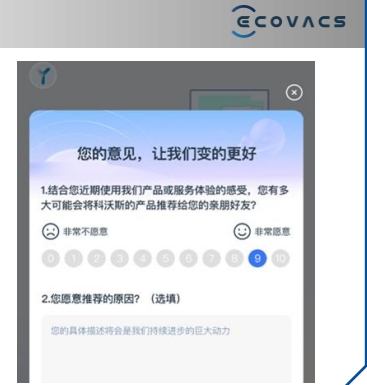 ECOVACS
您的意见，让我们变的更好
1.结合您近期使用我们产品或服务体验的感受，您有多
大可能会将科沃斯的产品推荐给您的亲朋好友?
非常不愿意 非常愿意
0 1 2 3 4 5 6 7 8 9 10
2.您愿意推荐的原因? （选填）
您的具体描述将会是我们持续进步的巨大动力